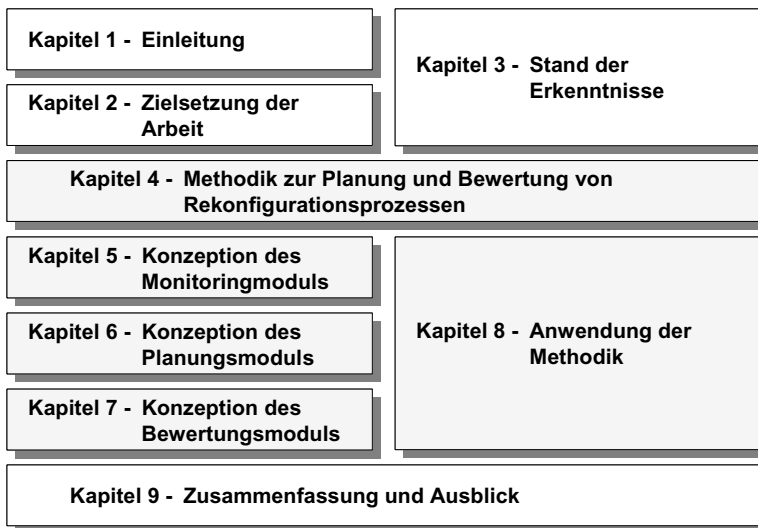 Kapitel 1 - Einleitung
Kapitel 2 - Zielsetzung der
Arbeit
Kapitel 3 - Stand der
Erkenntnisse
Kapitel 4 - Methodik zur Planung und Bewertung von
Rekonfigurationsprozessen
Kapitel 5 - Konzeption des
Monitoringmoduls
Kapitel 6 - Konzeption des
Planungsmoduls
Kapitel 7 - Konzeption des
Bewertungsmoduls
Kapitel 8 - Anwendung der
Methodik
Kapitel 9 - Zusammenfassung und Ausblick